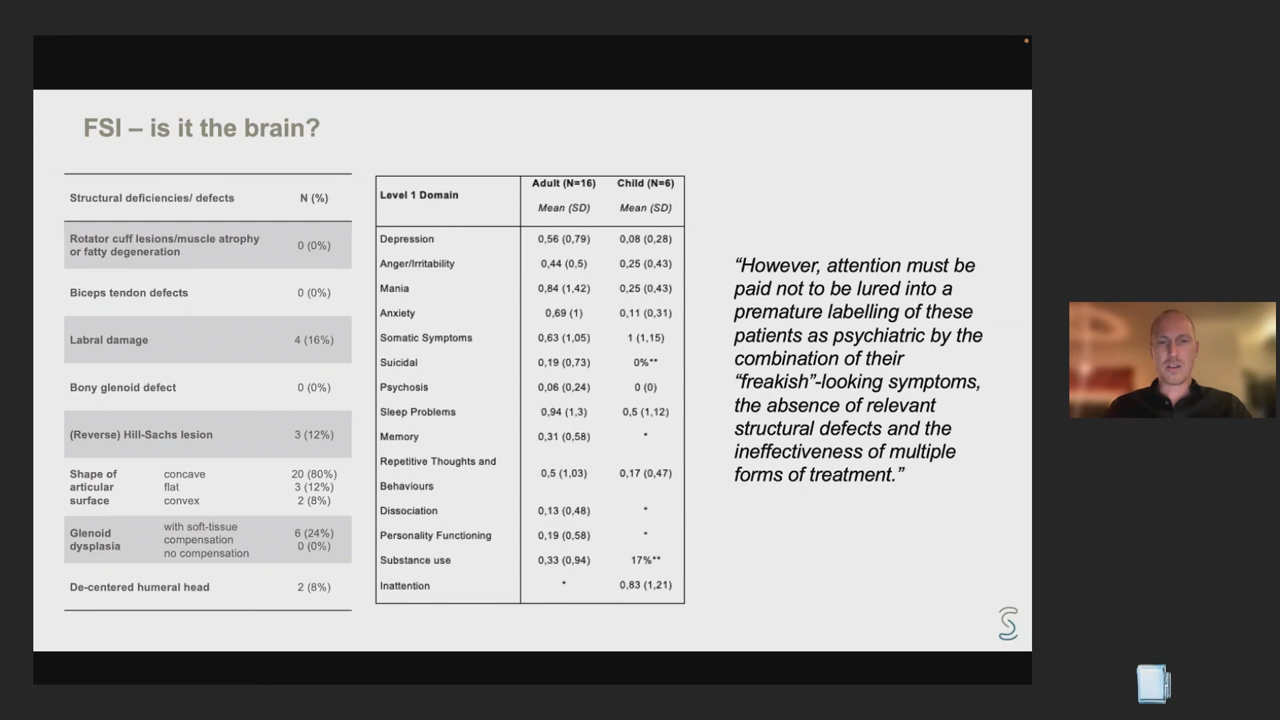 FSI – is it the brain?
Structural deficiencies/ defects N (%)
Rotator cuff lesions/muscle atrophy
or fatty degeneration 0 (0%)
Biceps tendon defects 0 (0%)
Labral damage 4 (16%)
Bony glenoid defect 0 (0%)
(Reverse) Hill-Sachs lesion 3 (12%)
Shape of concave 20 (80%)
articular flat 3 (12%)
surface convex 2 (8%)
Glenoid with soft-tissue 6 (24%)
dysplasia compensation 0 (0%)
no compensation
De-centered humeral head 2 (8%)
Level 1 Domain Adult (N=16) Child (N=6)
Mean (SD) Mean (SD)
Depression 0,56 (0,79) 0,08 (0,28)
Anger/Irritability 0,44 (0,5) 0,25 (0,43)
Mania 0,84 (1,42) 0,25 (0,43)
Anxiety 0,69 (1) 0,11 (0,31)
Somatic Symptoms 0,63 (1,05) 1 (1,15)
Suicidal 0,19 (0,73) 0%**
Psychosis 0,06 (0,24) 0 (0)
Sleep Problems 0,94 (1,3) 0,5 (1,12)
Memory 0,31 (0,58) *
Repetitive Thoughts and
Behaviours 0,5 (1,03) 0,17 (0,47)
Dissociation 0,13 (0,48) *
Personality Functioning 0,19 (0,58) *
Substance use 0,33 (0,94) 17%**
Inattention * 0,83 (1,21)
“However, attention must be
paid not to be lured into a
premature labelling of these
patients as psychiatric by the
combination of their
“freakish”-looking symptoms,
the absence of relevant
structural defects and the
ineffectiveness of multiple
forms of treatment.”